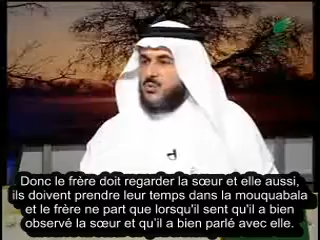 Donc le frère doit regarder la sœur et elle aussi,
ils doivent prendre leur temps dans la mouquabala
et le frère ne part que lorsqu'il sent qu'il a bien
observé la sœur et qu'il a bien parlé avec elle.